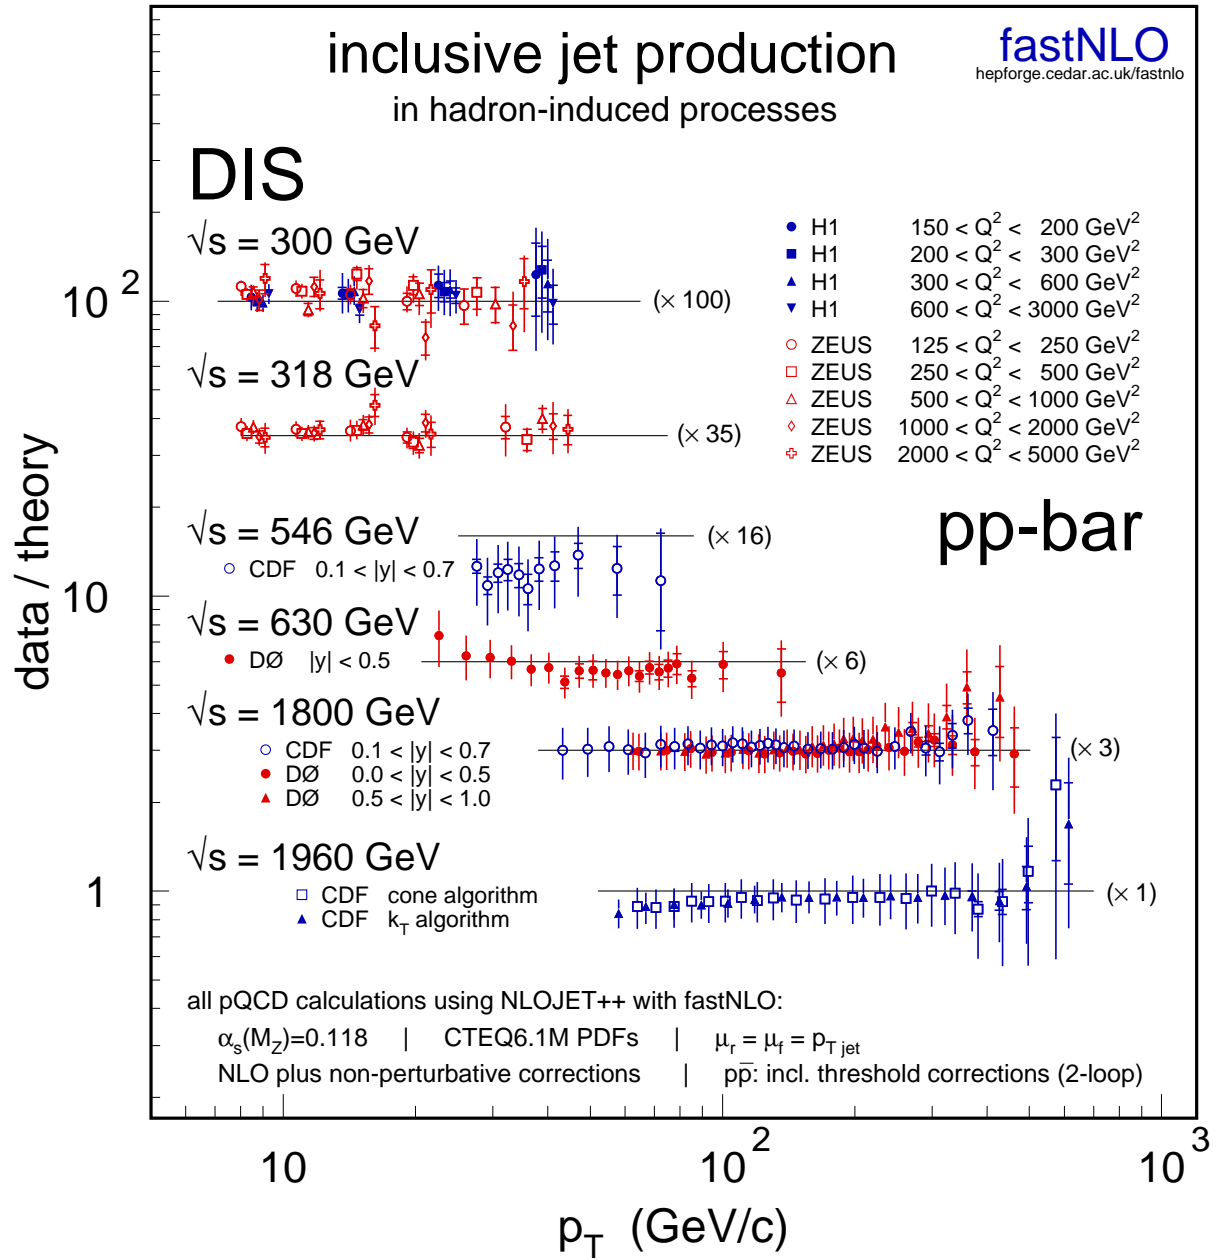 inclusive jet production
fastNLO
hepforge.cedar.ac.uk/fastnlo
in hadron-induced processes
DIS
√s = 300 GeV
H1 150 < Q² < 200 GeV²
H1 200 < Q² < 300 GeV²
H1 300 < Q² < 600 GeV²
H1 600 < Q² < 3000 GeV²
(× 100)
ZEUS 125 < Q² < 250 GeV²
ZEUS 250 < Q² < 500 GeV²
ZEUS 500 < Q² < 1000 GeV²
ZEUS 1000 < Q² < 2000 GeV²
ZEUS 2000 < Q² < 5000 GeV²
√s = 318 GeV
(× 35)
pp-bar
√s = 546 GeV
(× 16)
CDF 0.1 < |y| < 0.7
√s = 630 GeV
DØ |y| < 0.5
(× 6)
√s = 1800 GeV
CDF 0.1 < |y| < 0.7
DØ 0.0 < |y| < 0.5
DØ 0.5 < |y| < 1.0
(× 3)
√s = 1960 GeV
CDF cone algorithm
CDF k_T algorithm
(× 1)
all pQCD calculations using NLOJET++ with fastNLO:
α_s(M_Z)=0.118 | CTEQ6.1M PDFs | μ_r = μ_f = p_T jet
NLO plus non-perturbative corrections | pp̅: incl. threshold corrections (2-loop)
data / theory
10²
10
1
10 10² 10³
p_T (GeV/c)